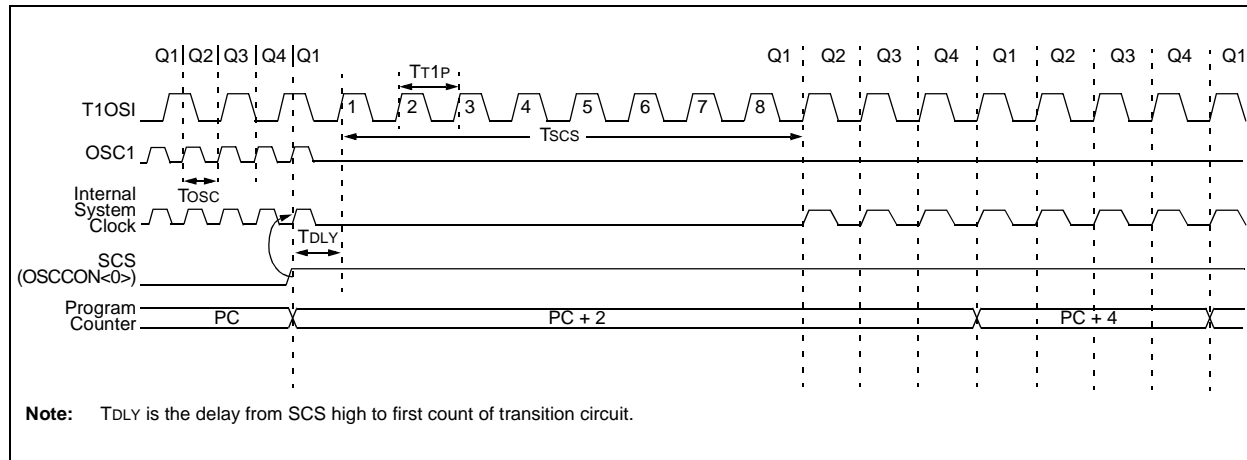 Q1 Q2 Q3 Q4 Q1 Q1 Q2 Q3 Q4 Q1 Q2 Q3 Q4 Q1
TT1P
T1OSI
1 2 3 4 5 6 7 8
TSCS
OSC1
TOSC
Internal
System
Clock
TDLY
SCS
(OSCCON<0>)
Program
Counter
PC PC + 2 PC + 4
Note: TDLY is the delay from SCS high to first count of transition circuit.